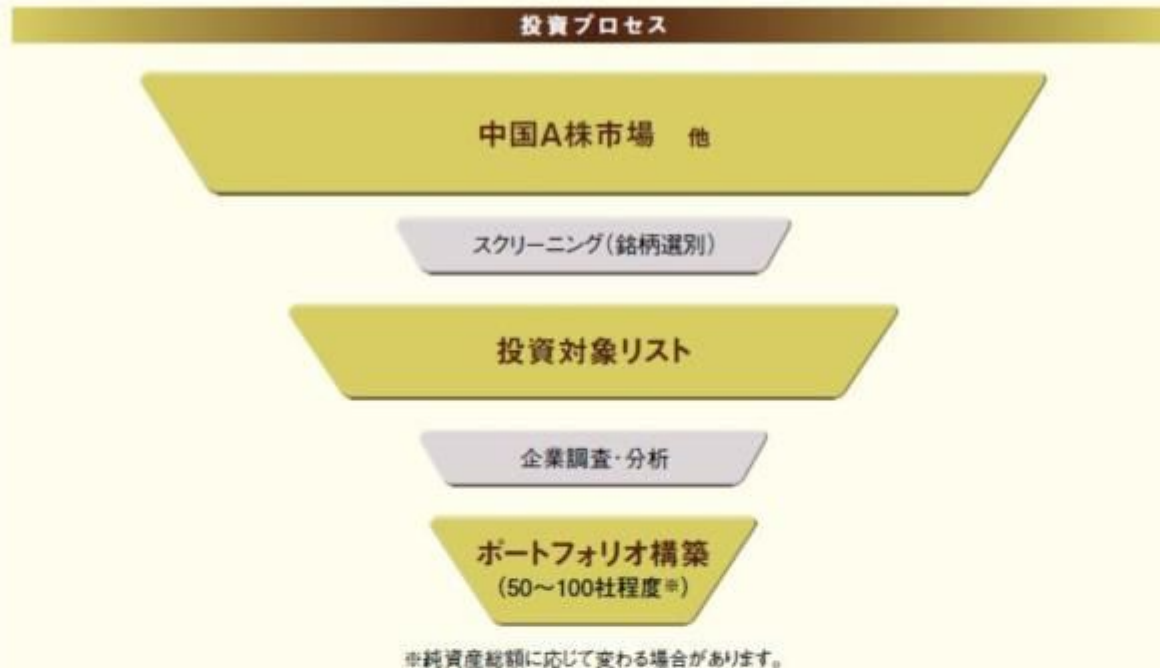 投資プロセス
中国A株市場 他
スクリーニング(銘柄選別)
投資対象リスト
企業調査・分析
ポートフォリオ構築
(50〜100社程度※)
※純資産総額に応じて変わる場合があります。